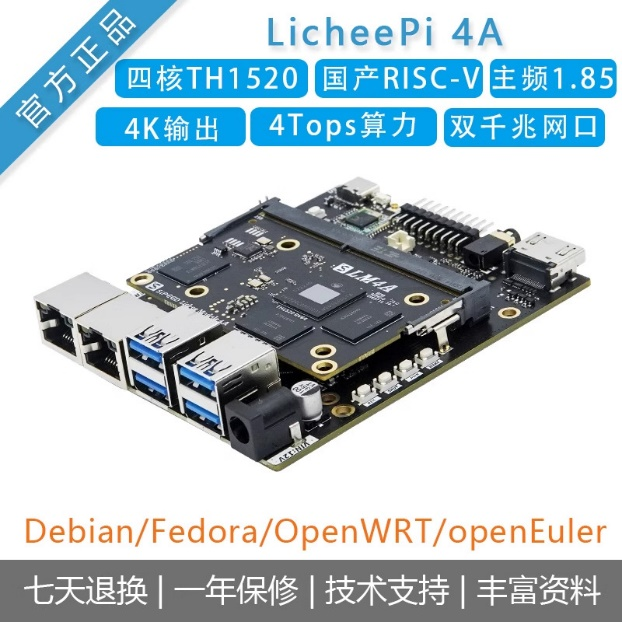 官方正品
LicheePi 4A
四核TH1520 国产RISC-V 主频1.85
4K输出 4Tops算力 双千兆网口
LM4A
VIN:12V
Debian/Fedora/OpenWRT/openEuler
七天退换 | 一年保修 | 技术支持 | 丰富资料